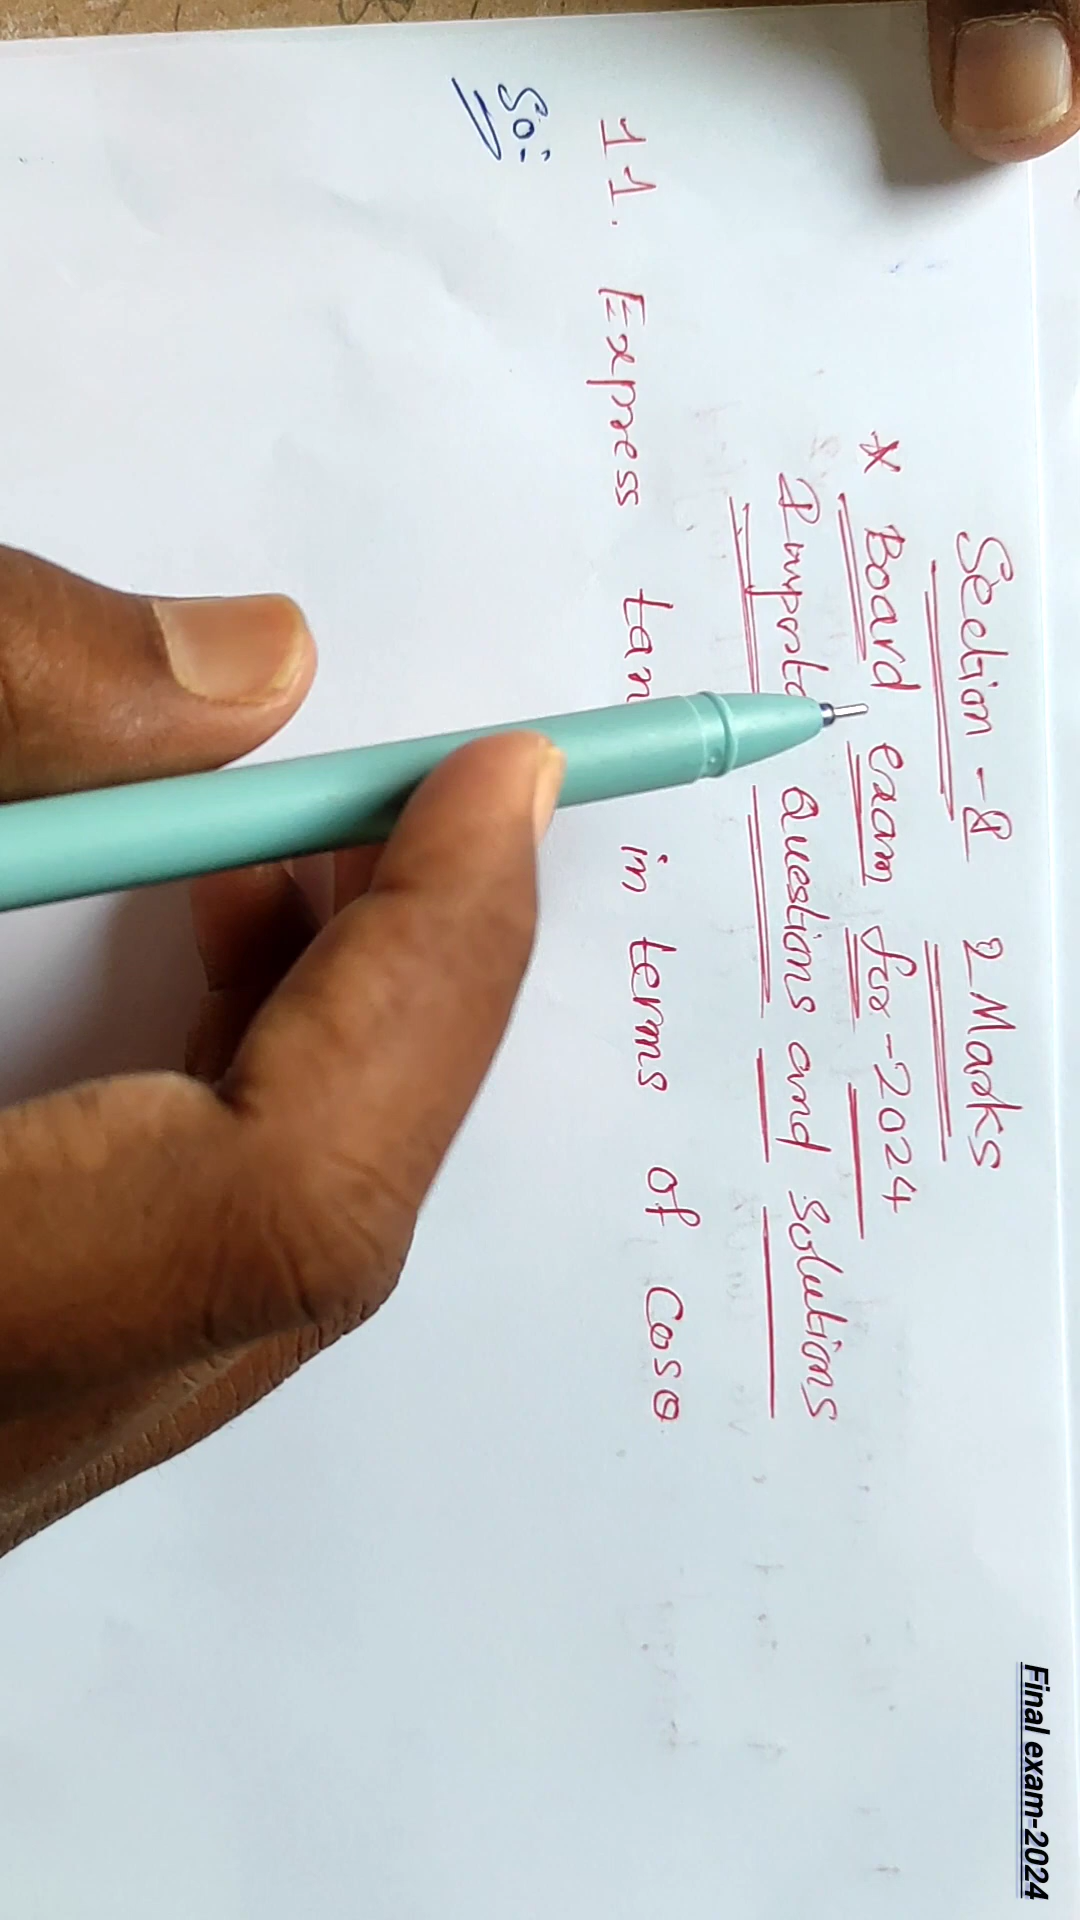 Final exam-2024
Section - 2 2 Marks
* Board exam for - 2024
Questions and Solutions
11. Express tan in terms of Cosθ
Sol: